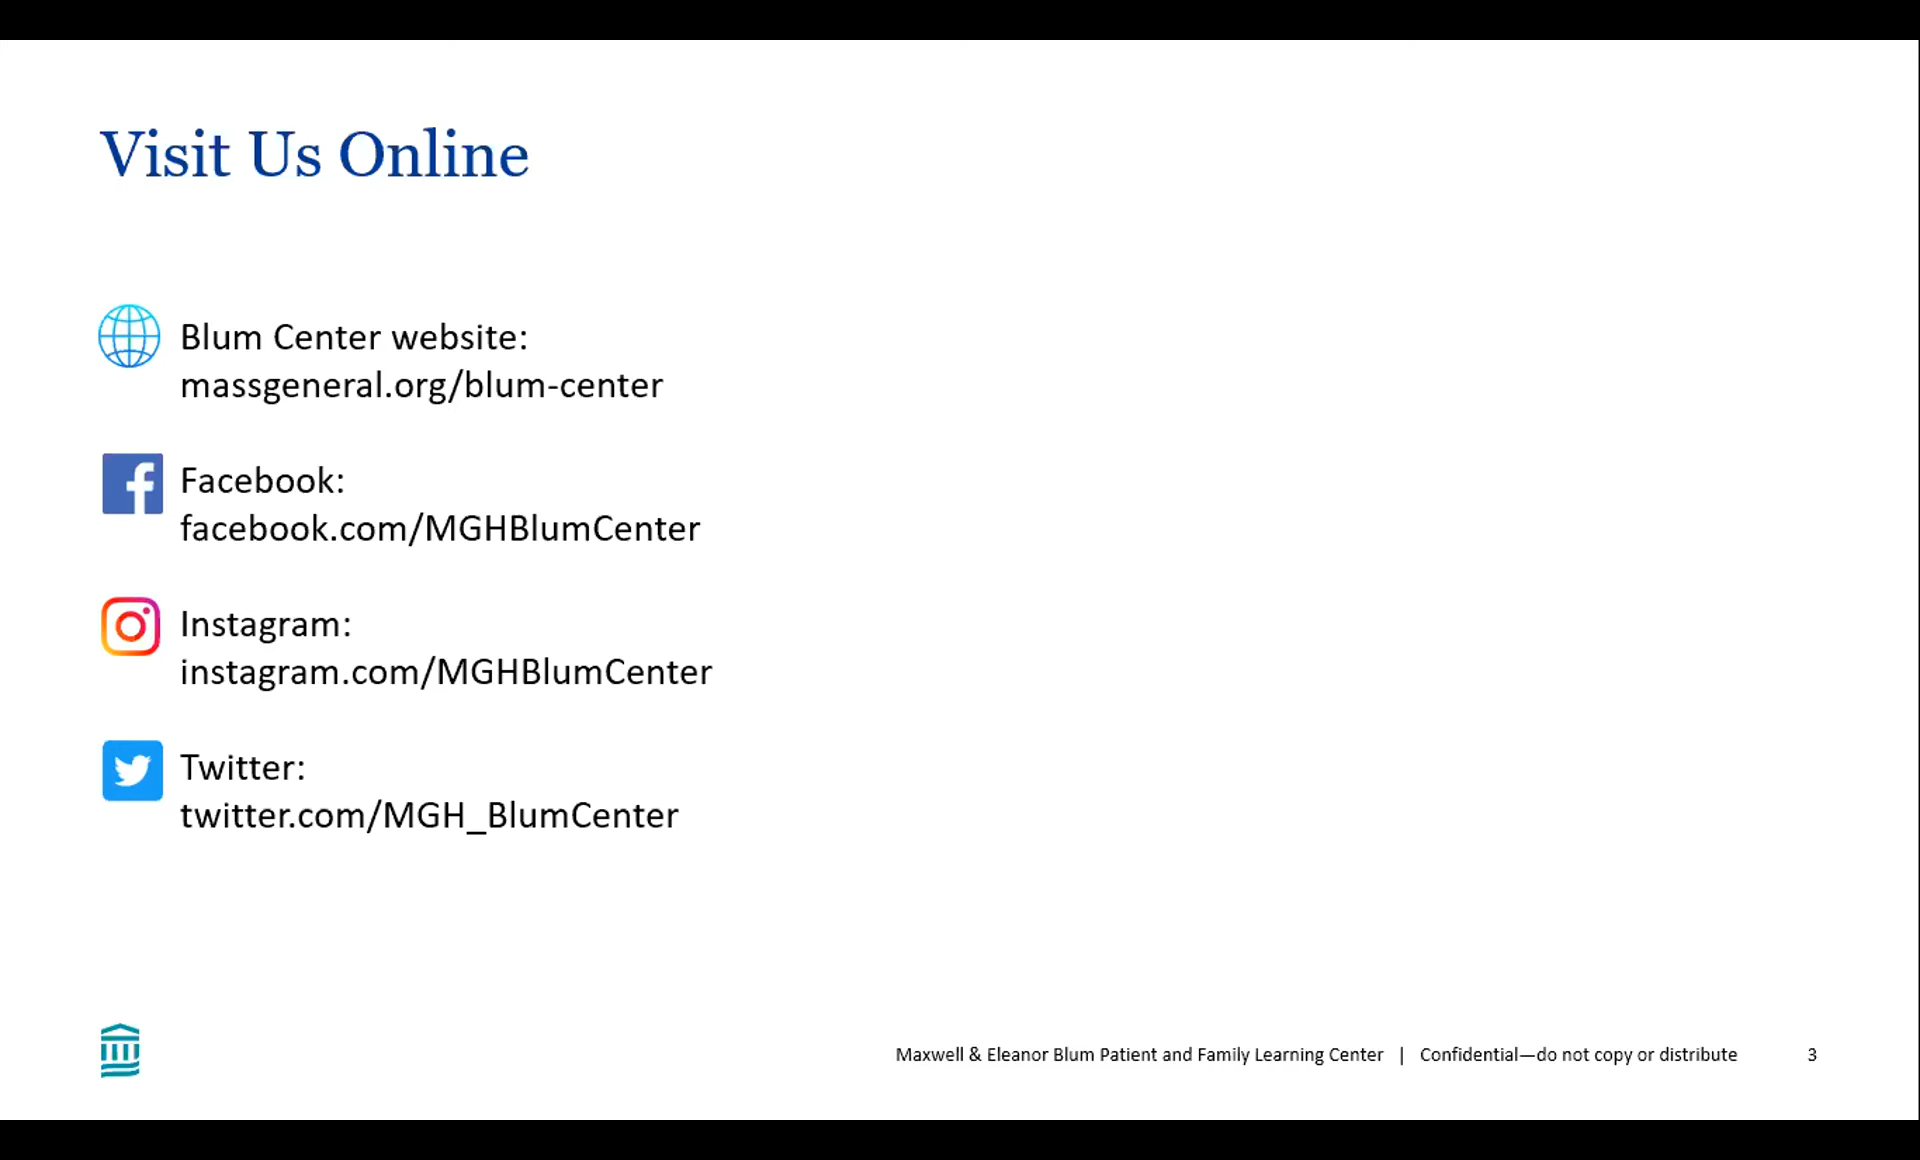 Visit Us Online
Blum Center website:
massgeneral.org/blum-center
Facebook:
facebook.com/MGHBlumCenter
Instagram:
instagram.com/MGHBlumCenter
Twitter:
twitter.com/MGH_BlumCenter
Maxwell & Eleanor Blum Patient and Family Learning Center | Confidential—do not copy or distribute 3